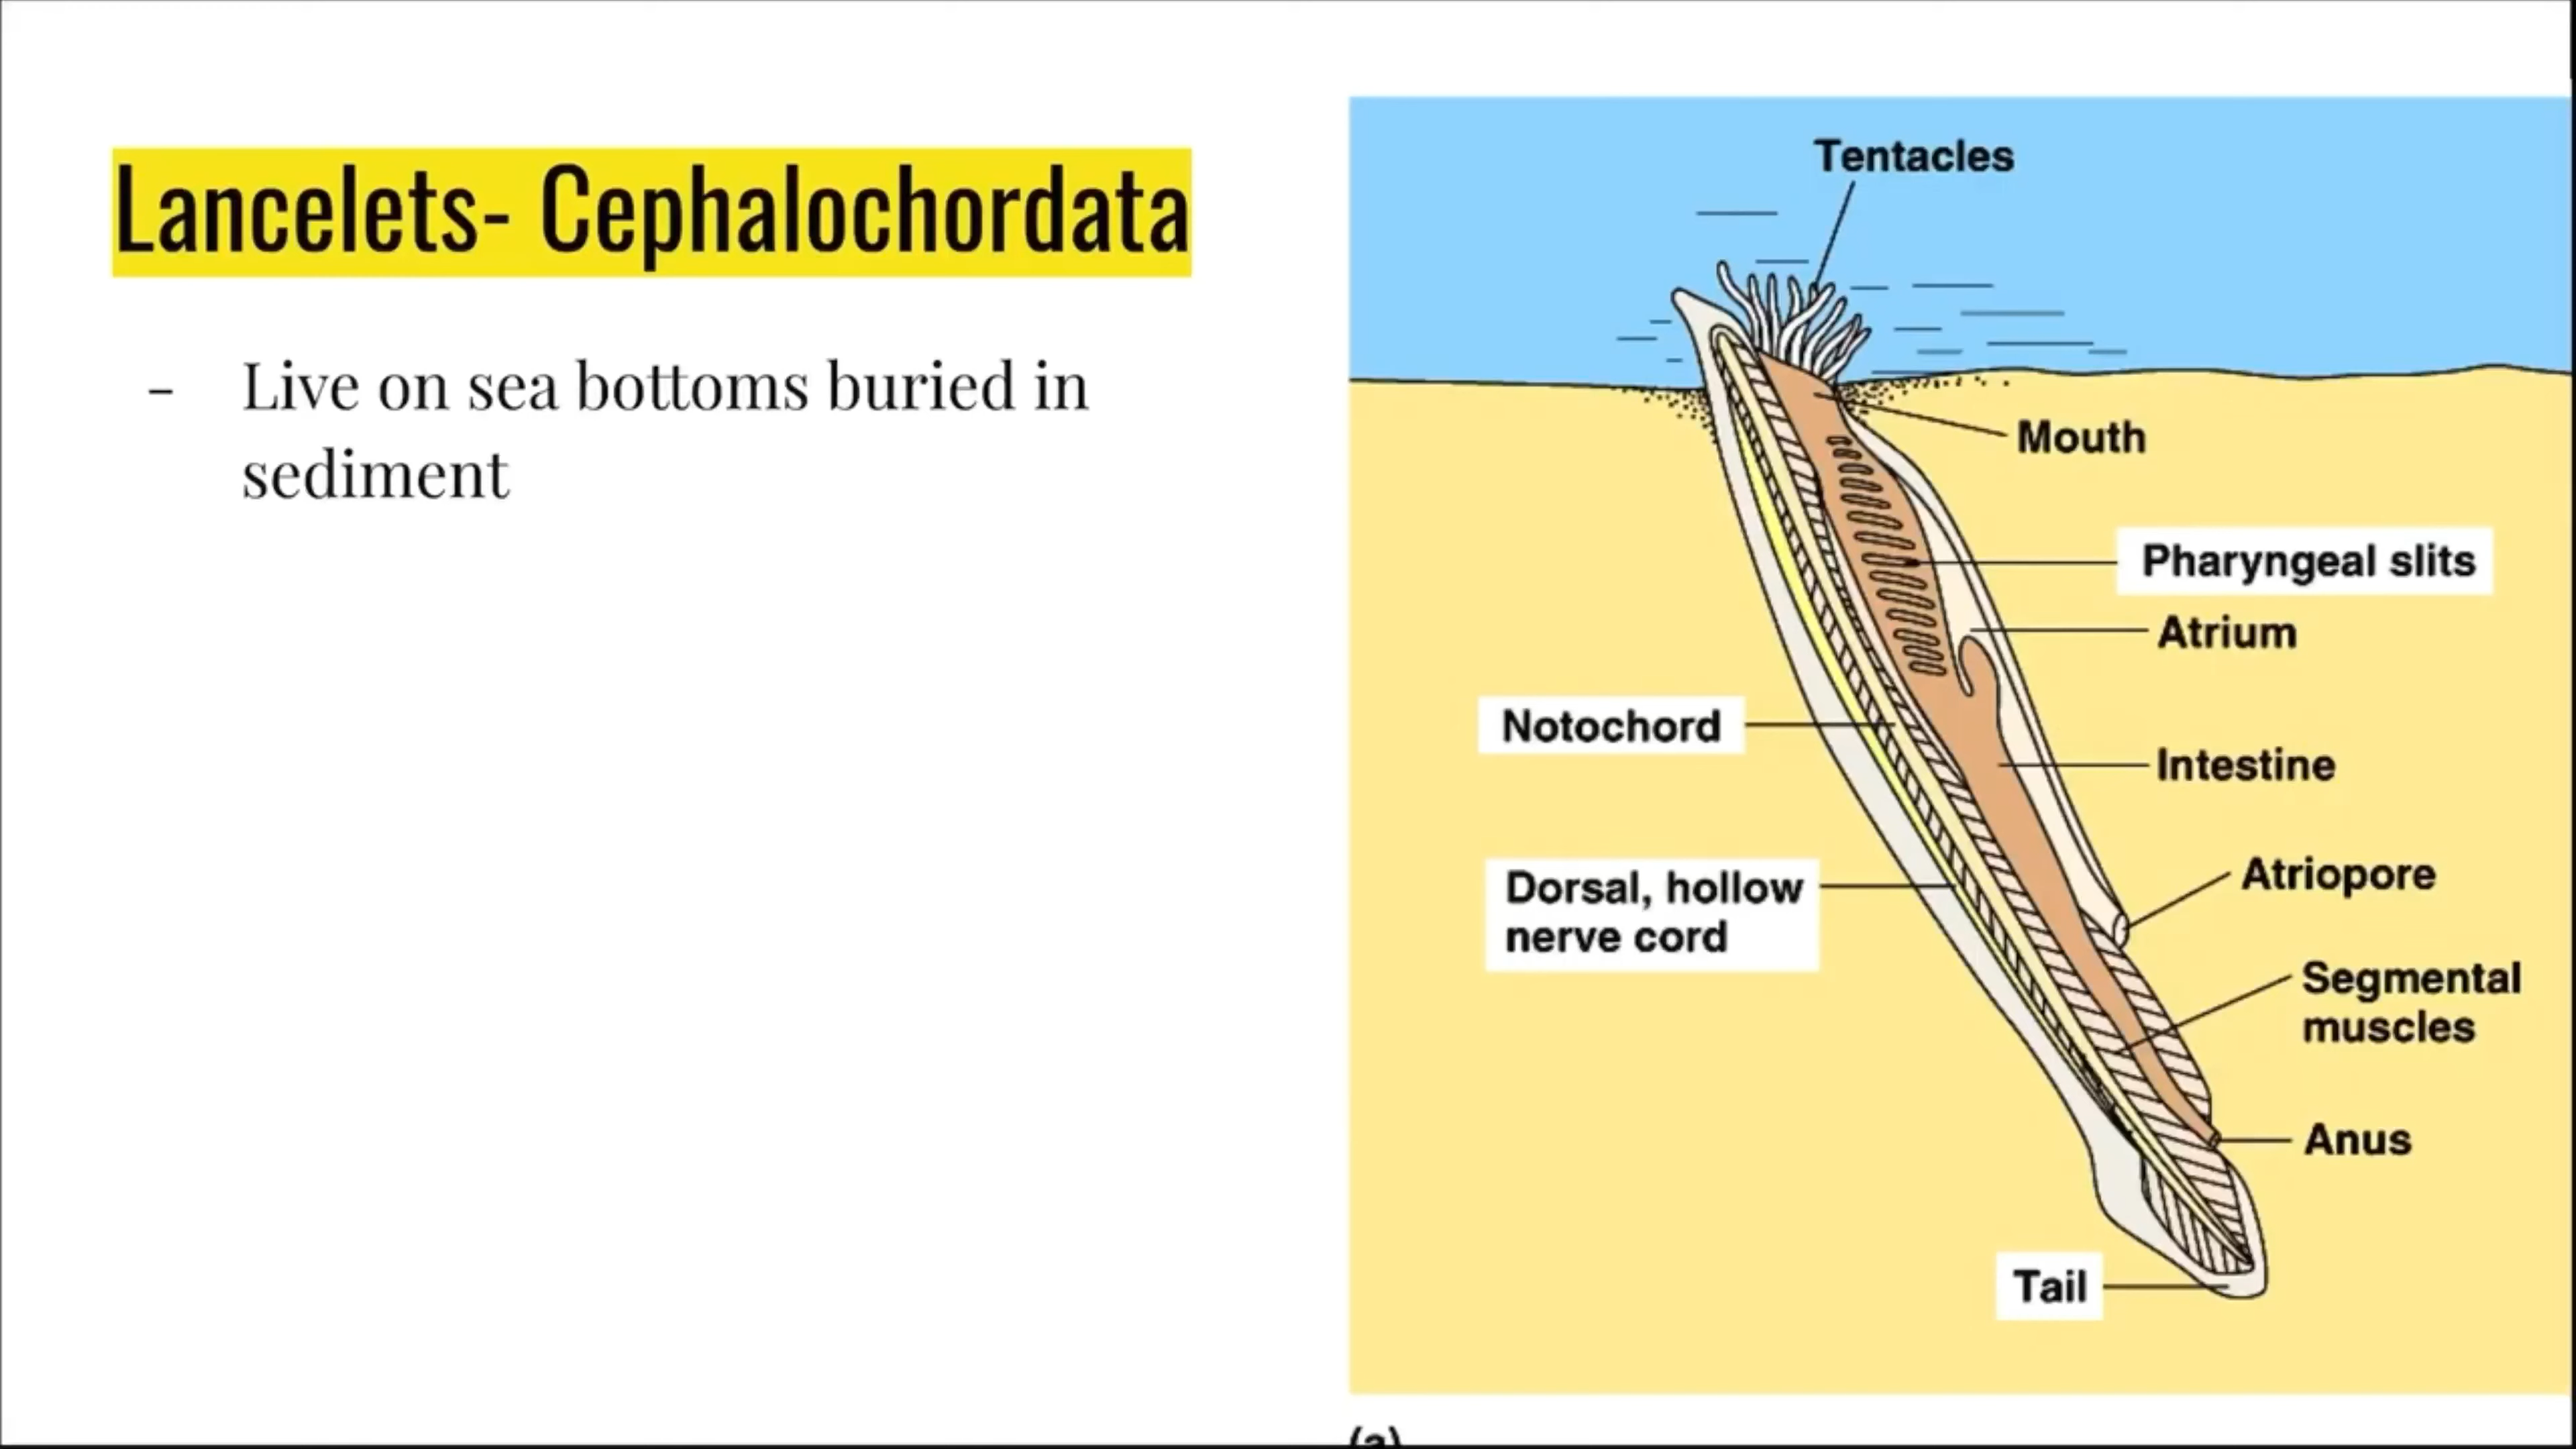 Lancelets- Cephalochordata
- Live on sea bottoms buried in
sediment
Tentacles
Mouth
Pharyngeal slits
Atrium
Notochord
Intestine
Dorsal, hollow
nerve cord
Atriopore
Segmental
muscles
Anus
Tail
(a)